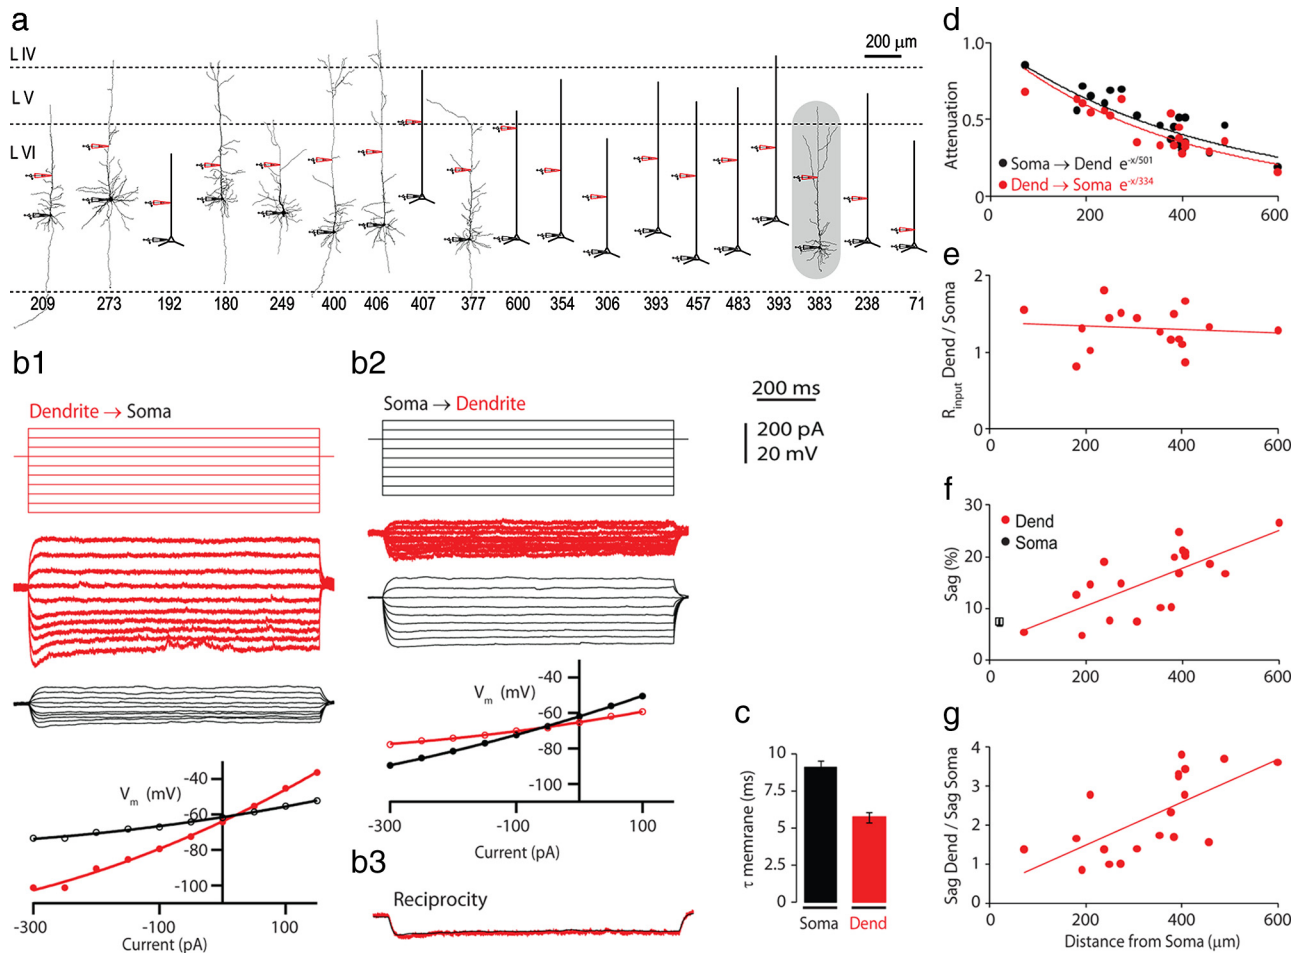 a
200 μm
L IV
L V
L VI
209 273 192 180 249 400 406 407 377 600 354 306 393 457 483 393 383 238 71
b1
Dendrite → Soma
Vm (mV)
-40
-60
-80
-100
-300 -100 100
Current (pA)
b2
Soma → Dendrite
200 ms
200 pA
20 mV
Vm (mV)
-40
-60
-80
-100
-300 -100 100
Current (pA)
b3
Reciprocity
c
τ memrane (ms)
10
7.5
5
2.5
0
Soma Dend
d
Attenuation
1.0
0.5
0
Soma → Dend e-x/501
Dend → Soma e-x/334
0 200 400 600
e
Rinput Dend / Soma
2
1
0
0 200 400 600
f
Sag (%)
30
20
10
0
Dend
Soma
0 200 400 600
g
Sag Dend / Sag Soma
4
3
2
1
0
0 200 400 600
Distance from Soma (μm)